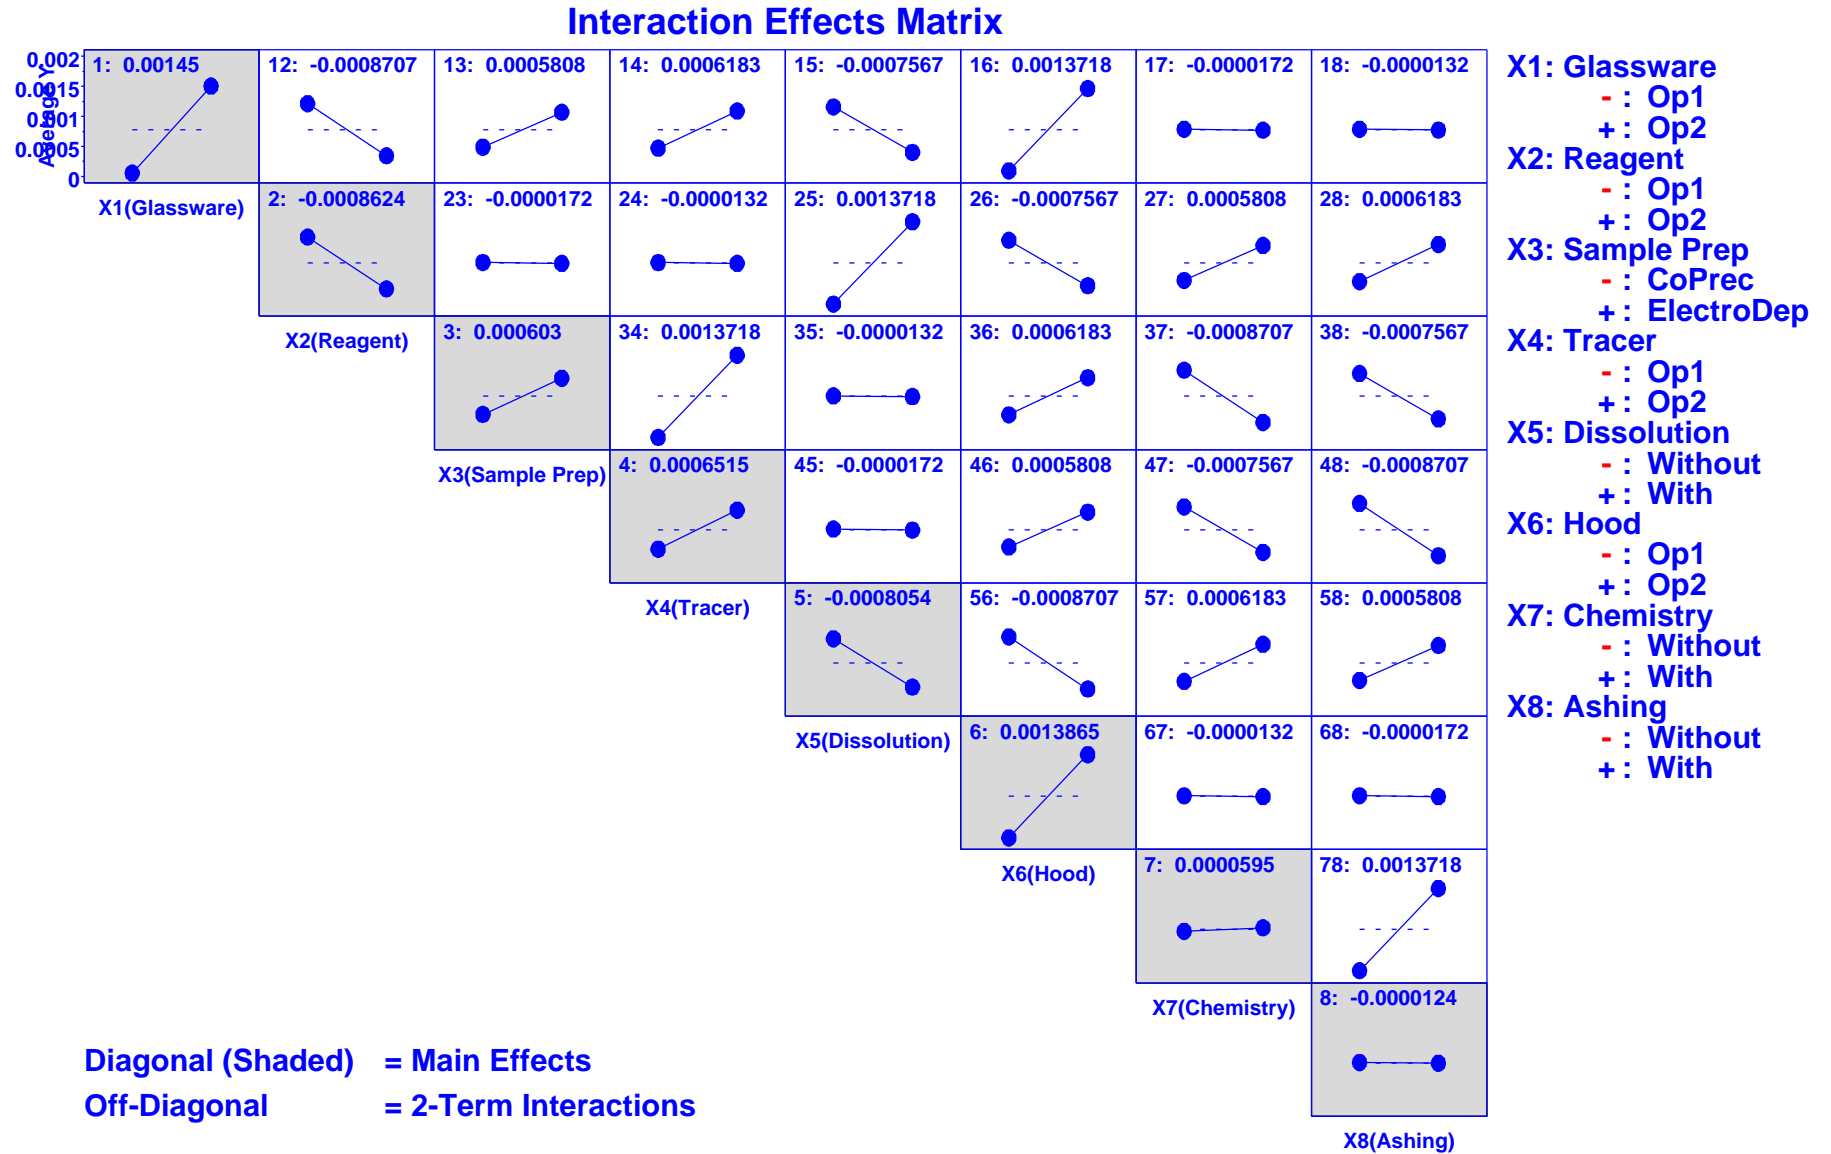 Interaction Effects Matrix
0.002
0.0015
0.001
0.0005
0
Average Y
1: 0.00145
12: -0.0008707
13: 0.0005808
14: 0.0006183
15: -0.0007567
16: 0.0013718
17: -0.0000172
18: -0.0000132
X1(Glassware)
2: -0.0008624
23: -0.0000172
24: -0.0000132
25: 0.0013718
26: -0.0007567
27: 0.0005808
28: 0.0006183
X2(Reagent)
3: 0.000603
34: 0.0013718
35: -0.0000132
36: 0.0006183
37: -0.0008707
38: -0.0007567
X3(Sample Prep)
4: 0.0006515
45: -0.0000172
46: 0.0005808
47: -0.0007567
48: -0.0008707
X4(Tracer)
5: -0.0008054
56: -0.0008707
57: 0.0006183
58: 0.0005808
X5(Dissolution)
6: 0.0013865
67: -0.0000132
68: -0.0000172
X6(Hood)
7: 0.0000595
78: 0.0013718
X7(Chemistry)
8: -0.0000124
X8(Ashing)
X1: Glassware
- : Op1
+ : Op2
X2: Reagent
- : Op1
+ : Op2
X3: Sample Prep
- : CoPrec
+ : ElectroDep
X4: Tracer
- : Op1
+ : Op2
X5: Dissolution
- : Without
+ : With
X6: Hood
- : Op1
+ : Op2
X7: Chemistry
- : Without
+ : With
X8: Ashing
- : Without
+ : With
Diagonal (Shaded) = Main Effects
Off-Diagonal = 2-Term Interactions